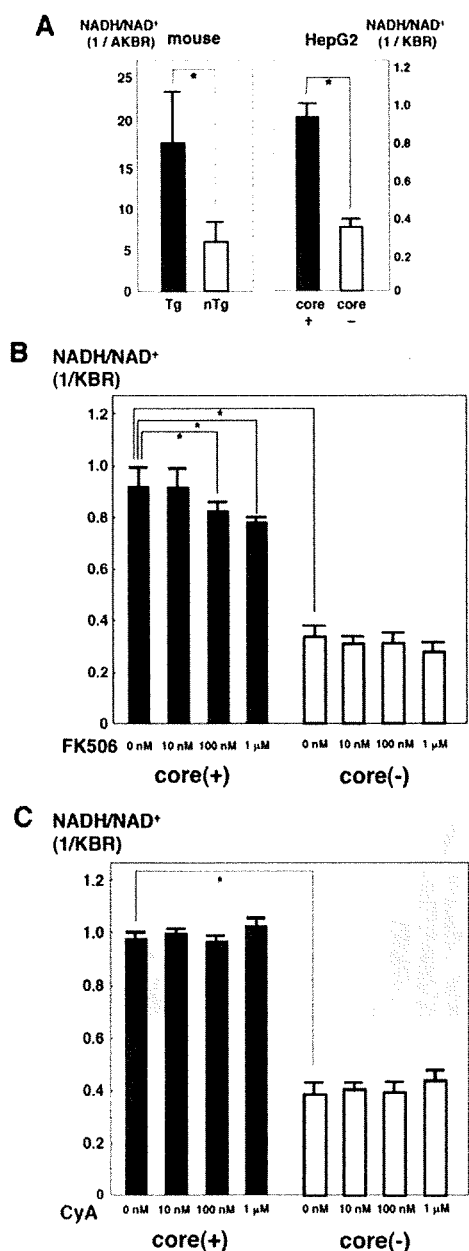 A
NADH/NAD⁺ NADH/NAD⁺
(1 / AKBR) mouse HepG2 (1 / KBR)
* *
25 1.2
20 1.0
15 0.8
10 0.6
5 0.4
0 0.2
0
Tg nTg core core
+ −
B NADH/NAD⁺
(1/KBR)
1.2
*
*
*
1.0
0.8
0.6
0.4
0.2
0
FK506 0 nM 10 nM 100 nM 1 μM 0 nM 10 nM 100 nM 1 μM
core(+) core(-)
C NADH/NAD⁺
(1/KBR)
1.2
*
1.0
0.8
0.6
0.4
0.2
0
CyA 0 nM 10 nM 100 nM 1 μM 0 nM 10 nM 100 nM 1 μM
core(+) core(-)